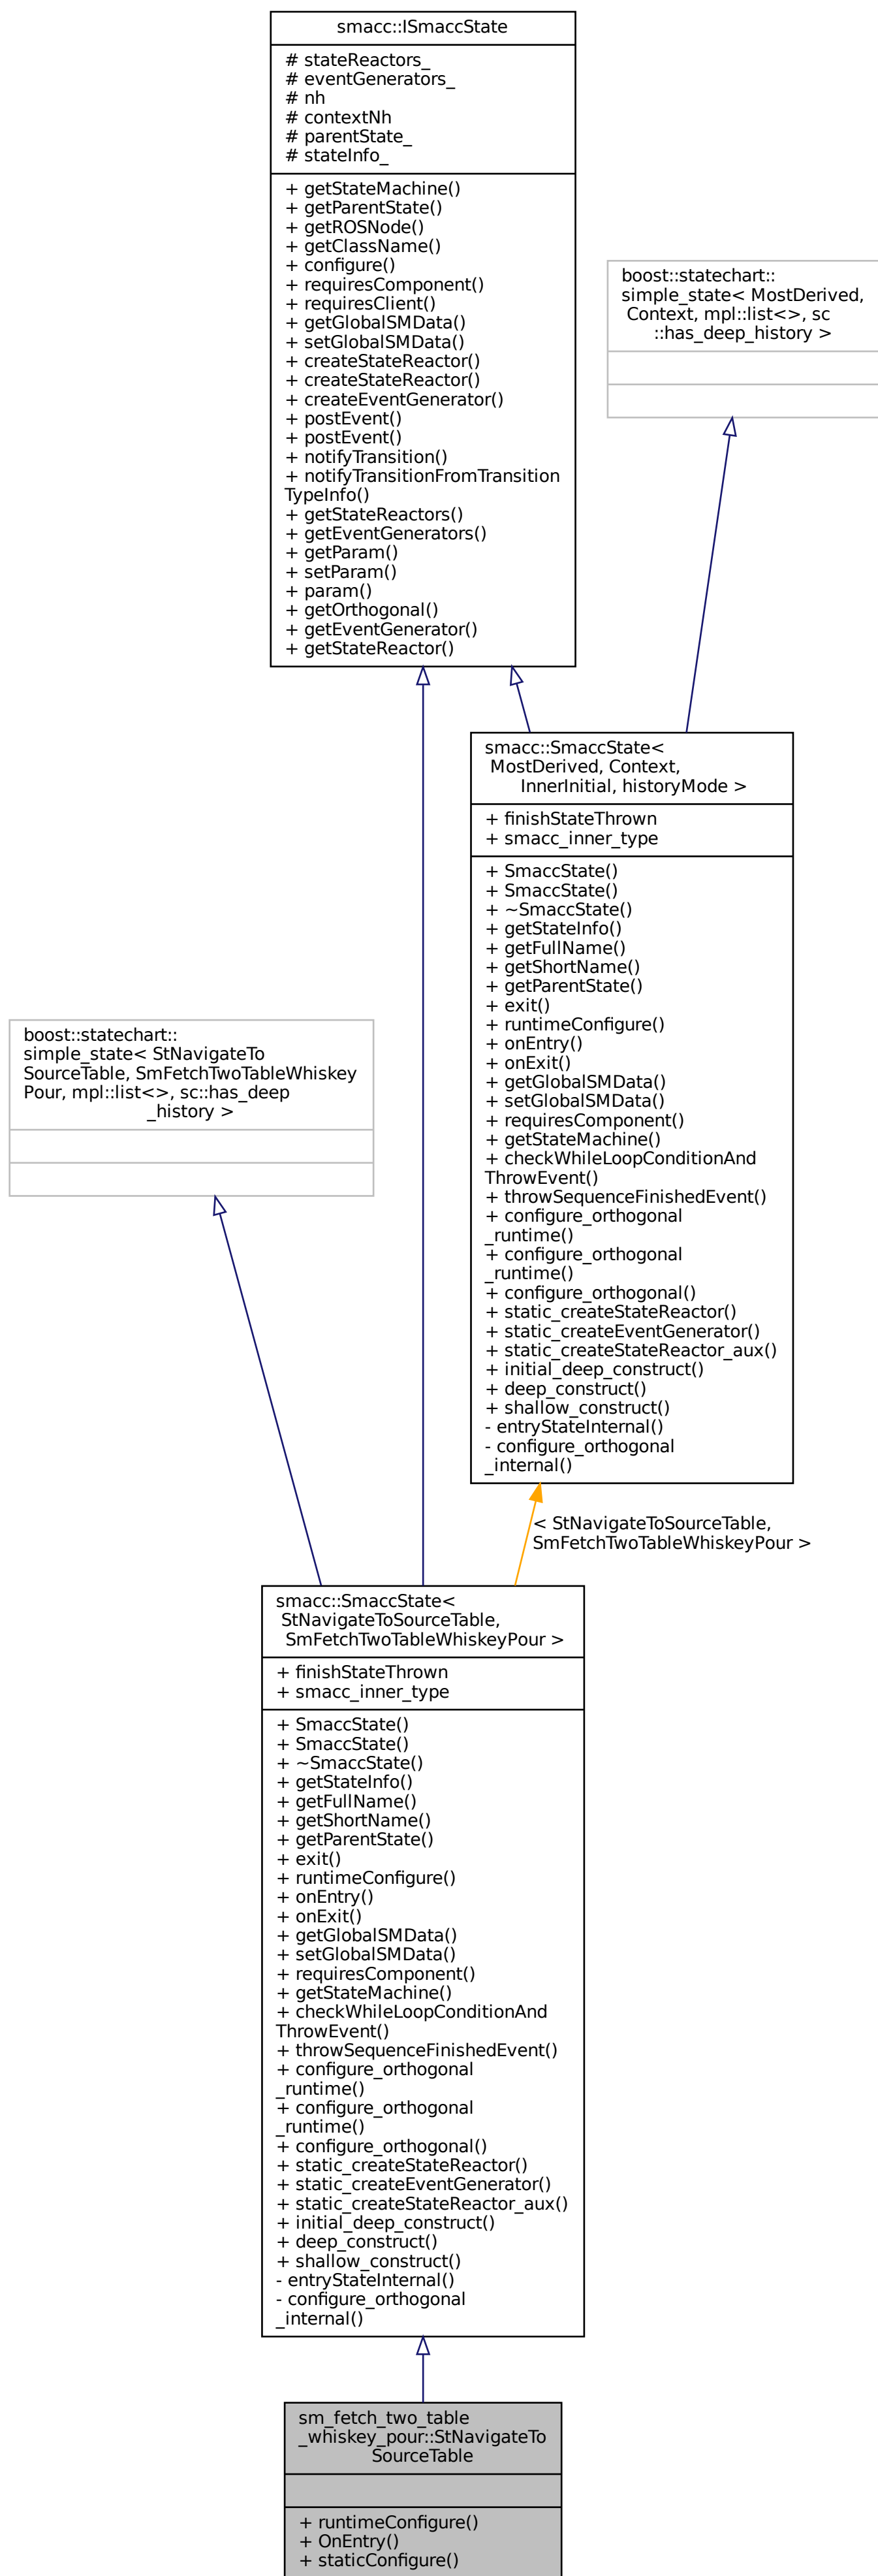 smacc::ISmaccState
# stateReactors_
# eventGenerators_
# nh
# contextNh
# parentState_
# stateInfo_
+ getStateMachine()
+ getParentState()
+ getROSNode()
+ getClassName()
+ configure()
+ requiresComponent()
+ requiresClient()
+ getGlobalSMData()
+ setGlobalSMData()
+ createStateReactor()
+ createStateReactor()
+ createEventGenerator()
+ postEvent()
+ postEvent()
+ notifyTransition()
+ notifyTransitionFromTransition
TypeInfo()
+ getStateReactors()
+ getEventGenerators()
+ getParam()
+ setParam()
+ param()
+ getOrthogonal()
+ getEventGenerator()
+ getStateReactor()
boost::statechart::
simple_state< MostDerived,
Context, mpl::list<>, sc
::has_deep_history >
smacc::SmaccState<
MostDerived, Context,
InnerInitial, historyMode >
+ finishStateThrown
+ smacc_inner_type
+ SmaccState()
+ SmaccState()
+ ~SmaccState()
+ getStateInfo()
+ getFullName()
+ getShortName()
+ getParentState()
+ exit()
+ runtimeConfigure()
+ onEntry()
+ onExit()
+ getGlobalSMData()
+ setGlobalSMData()
+ requiresComponent()
+ getStateMachine()
+ checkWhileLoopConditionAnd
ThrowEvent()
+ throwSequenceFinishedEvent()
+ configure_orthogonal
_runtime()
+ configure_orthogonal
_runtime()
+ configure_orthogonal()
+ static_createStateReactor()
+ static_createEventGenerator()
+ static_createStateReactor_aux()
+ initial_deep_construct()
+ deep_construct()
+ shallow_construct()
- entryStateInternal()
- configure_orthogonal
_internal()
boost::statechart::
simple_state< StNavigateTo
SourceTable, SmFetchTwoTableWhiskey
Pour, mpl::list<>, sc::has_deep
_history >
< StNavigateToSourceTable,
SmFetchTwoTableWhiskeyPour >
smacc::SmaccState<
StNavigateToSourceTable,
SmFetchTwoTableWhiskeyPour >
+ finishStateThrown
+ smacc_inner_type
+ SmaccState()
+ SmaccState()
+ ~SmaccState()
+ getStateInfo()
+ getFullName()
+ getShortName()
+ getParentState()
+ exit()
+ runtimeConfigure()
+ onEntry()
+ onExit()
+ getGlobalSMData()
+ setGlobalSMData()
+ requiresComponent()
+ getStateMachine()
+ checkWhileLoopConditionAnd
ThrowEvent()
+ throwSequenceFinishedEvent()
+ configure_orthogonal
_runtime()
+ configure_orthogonal
_runtime()
+ configure_orthogonal()
+ static_createStateReactor()
+ static_createEventGenerator()
+ static_createStateReactor_aux()
+ initial_deep_construct()
+ deep_construct()
+ shallow_construct()
- entryStateInternal()
- configure_orthogonal
_internal()
sm_fetch_two_table
_whiskey_pour::StNavigateTo
SourceTable
+ runtimeConfigure()
+ OnEntry()
+ staticConfigure()